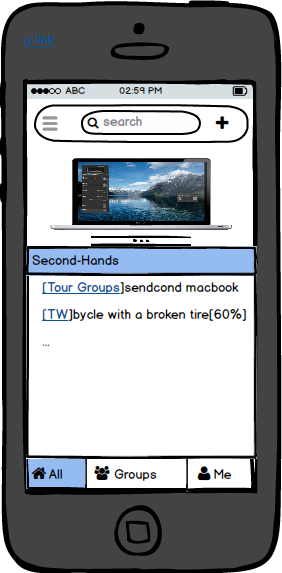 a link
ABC 02:59 PM
search
...
Second-Hands
[Tour Groups]sendcond macbook
[TW]bycle with a broken tire[60%]
...
All Groups Me